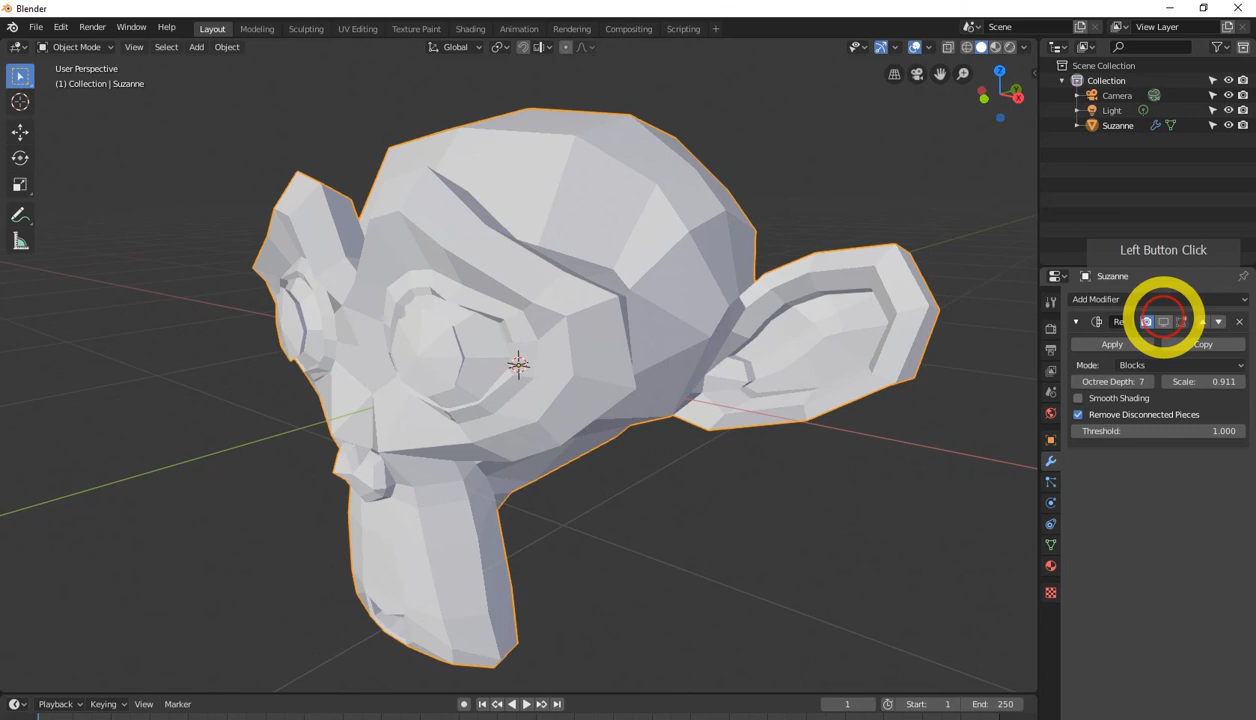 Blender
File Edit Render Window Help Layout Modeling Sculpting UV Editing Texture Paint Shading Animation Rendering Compositing Scripting + Scene View Layer
Object Mode View Select Add Object Global
User Perspective
(1) Collection | Suzanne
Z
Y
X
Scene Collection
Collection
Camera
Light
Suzanne
Left Button Click
Suzanne
Add Modifier
Re
Apply Copy
Mode: Blocks
Octree Depth: 7 Scale: 0.911
Smooth Shading
Remove Disconnected Pieces
Threshold: 1.000
Playback Keying View Marker 1 Start: 1 End: 250